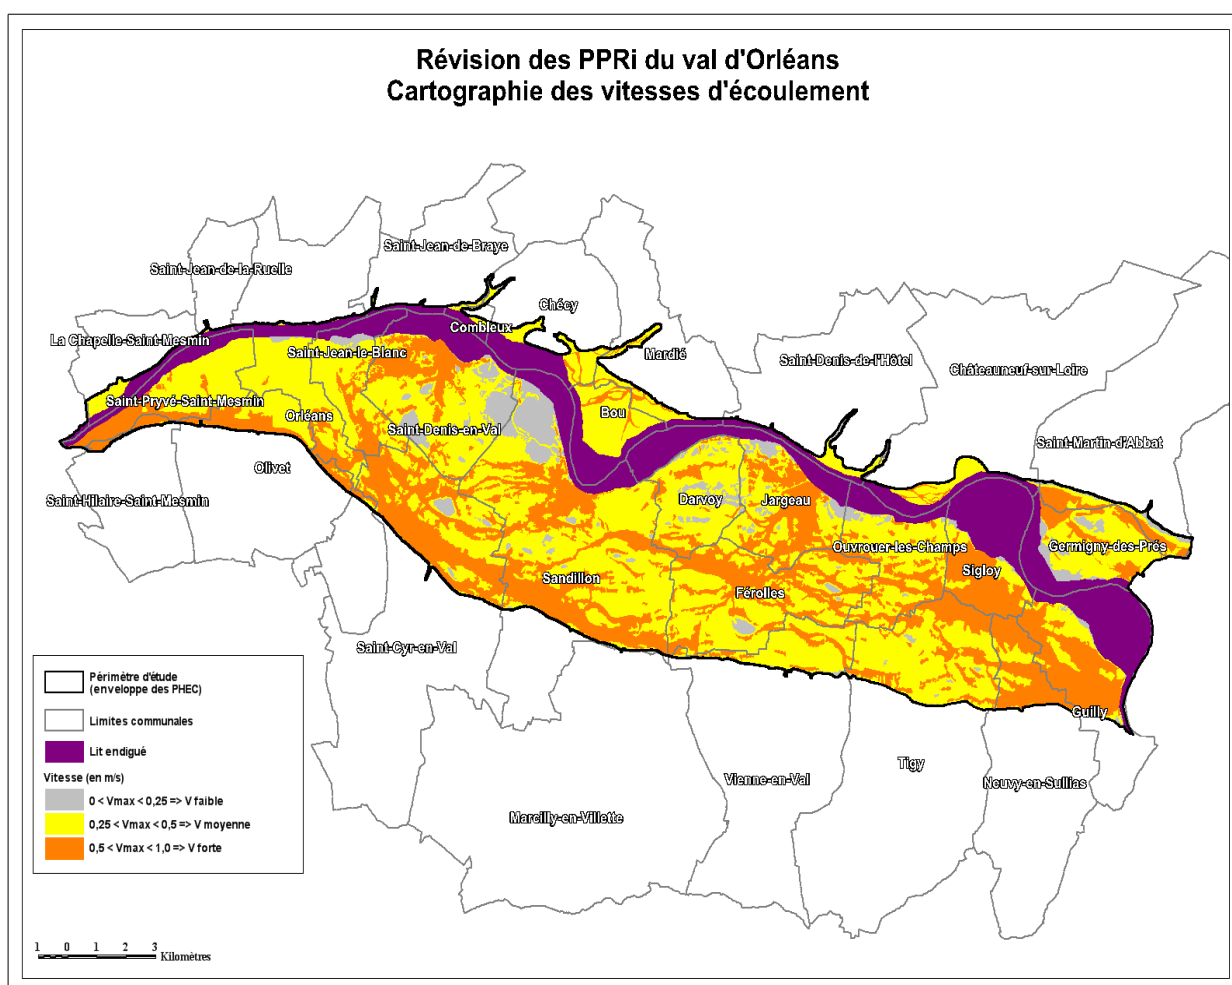 Révision des PPRi du val d'Orléans
Cartographie des vitesses d'écoulement
Saint-Jean-de-Braye
Saint-Jean-de-la-Ruelle
Chécy
Combleux
La Chapelle-Saint-Mesmin
Saint-Jean-le-Blanc
Mardié
Saint-Denis-de-l'Hôtel
Châteauneuf-sur-Loire
Saint-Pryvé-Saint-Mesmin
Orléans
Bou
Saint-Denis-en-Val
Saint-Martin-d'Abbat
Olivet
Saint-Hilaire-Saint-Mesmin
Darvoy
Jargeau
Ouvrouer-les-Champs
Germigny-des-Prés
Sigloy
Sandillon
Férolles
Saint-Cyr-en-Val
Guilly
Tigy
Vienne-en-Val
Neuvy-en-Sullias
Marcilly-en-Villette
Périmètre d'étude
(enveloppe des PHEC)
Limites communales
Lit endigué
Vitesse (en m/s)
0 < Vmax < 0,25 => V faible
0,25 < Vmax < 0,5 => V moyenne
0,5 < Vmax < 1,0 => V forte
1 0 1 2 3
Kilomètres